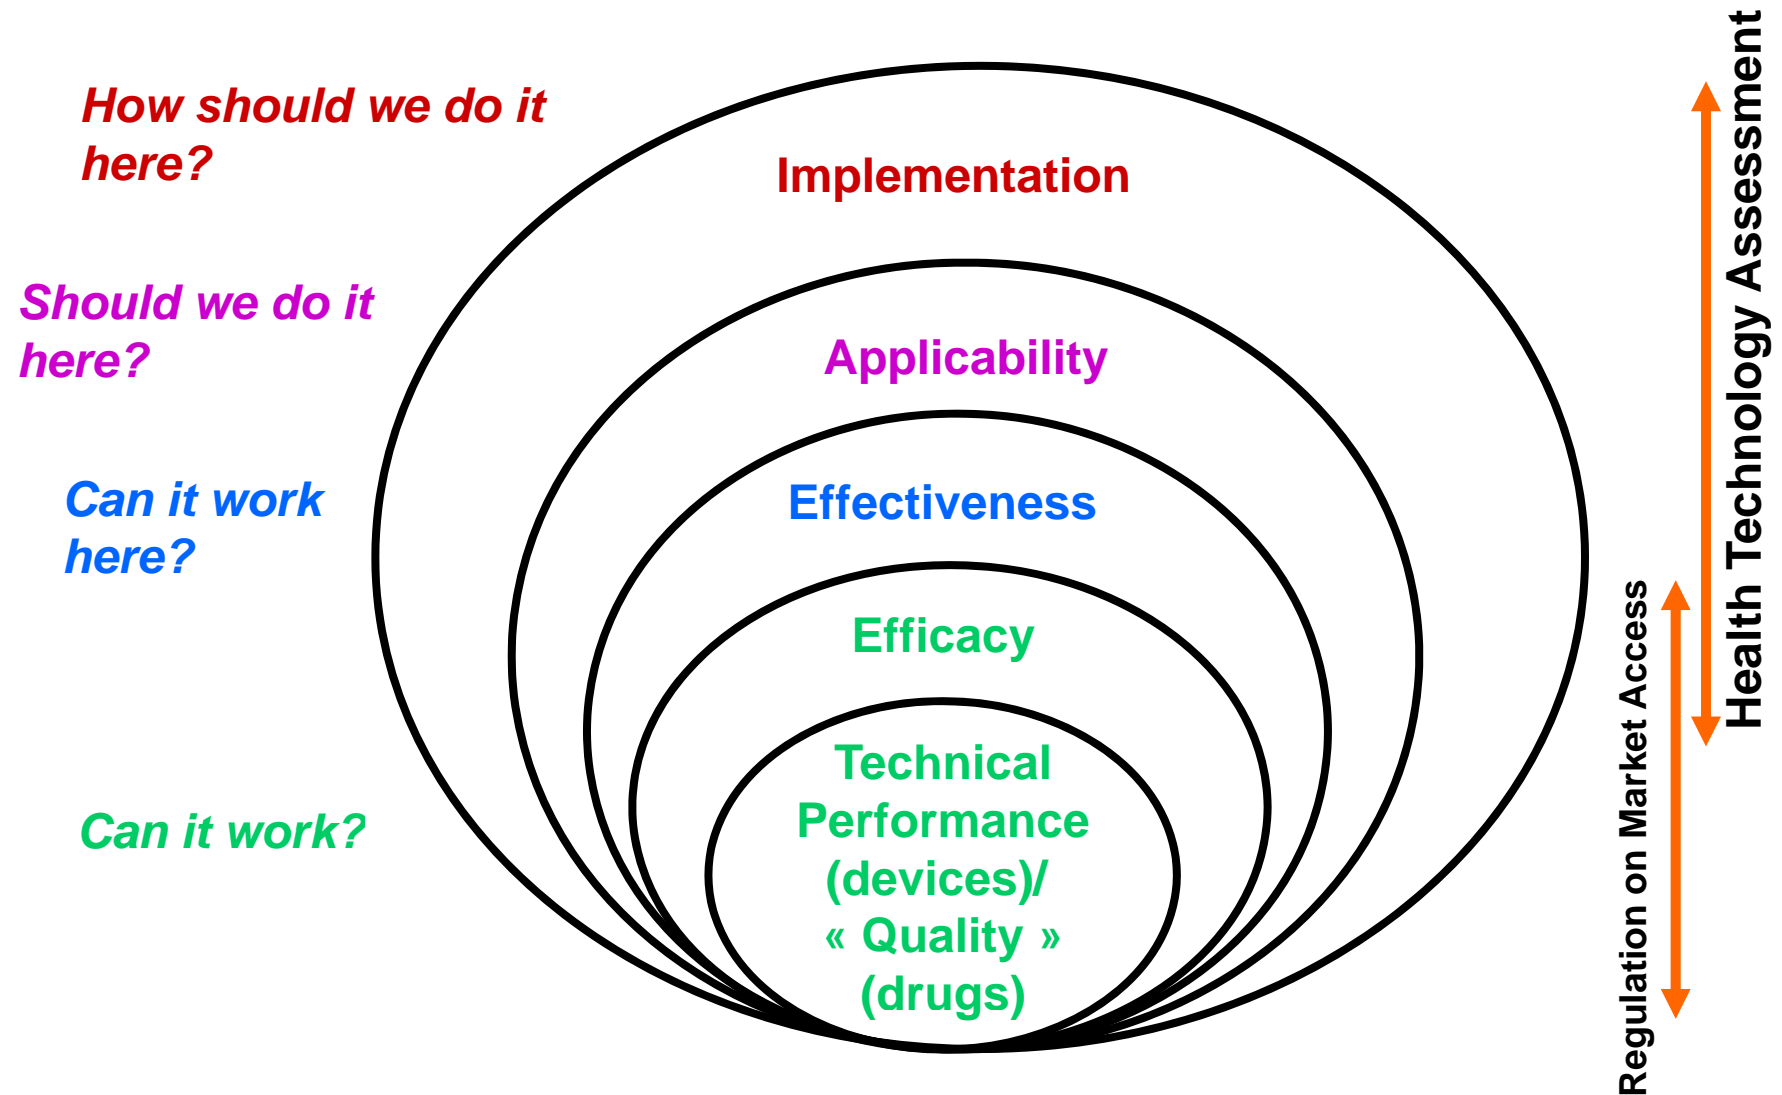 How should we do it
here?
Implementation
Should we do it
here?
Applicability
Can it work
here?
Effectiveness
Efficacy
Can it work?
Technical
Performance
(devices)/
« Quality »
(drugs)
Regulation on Market Access
Health Technology Assessment